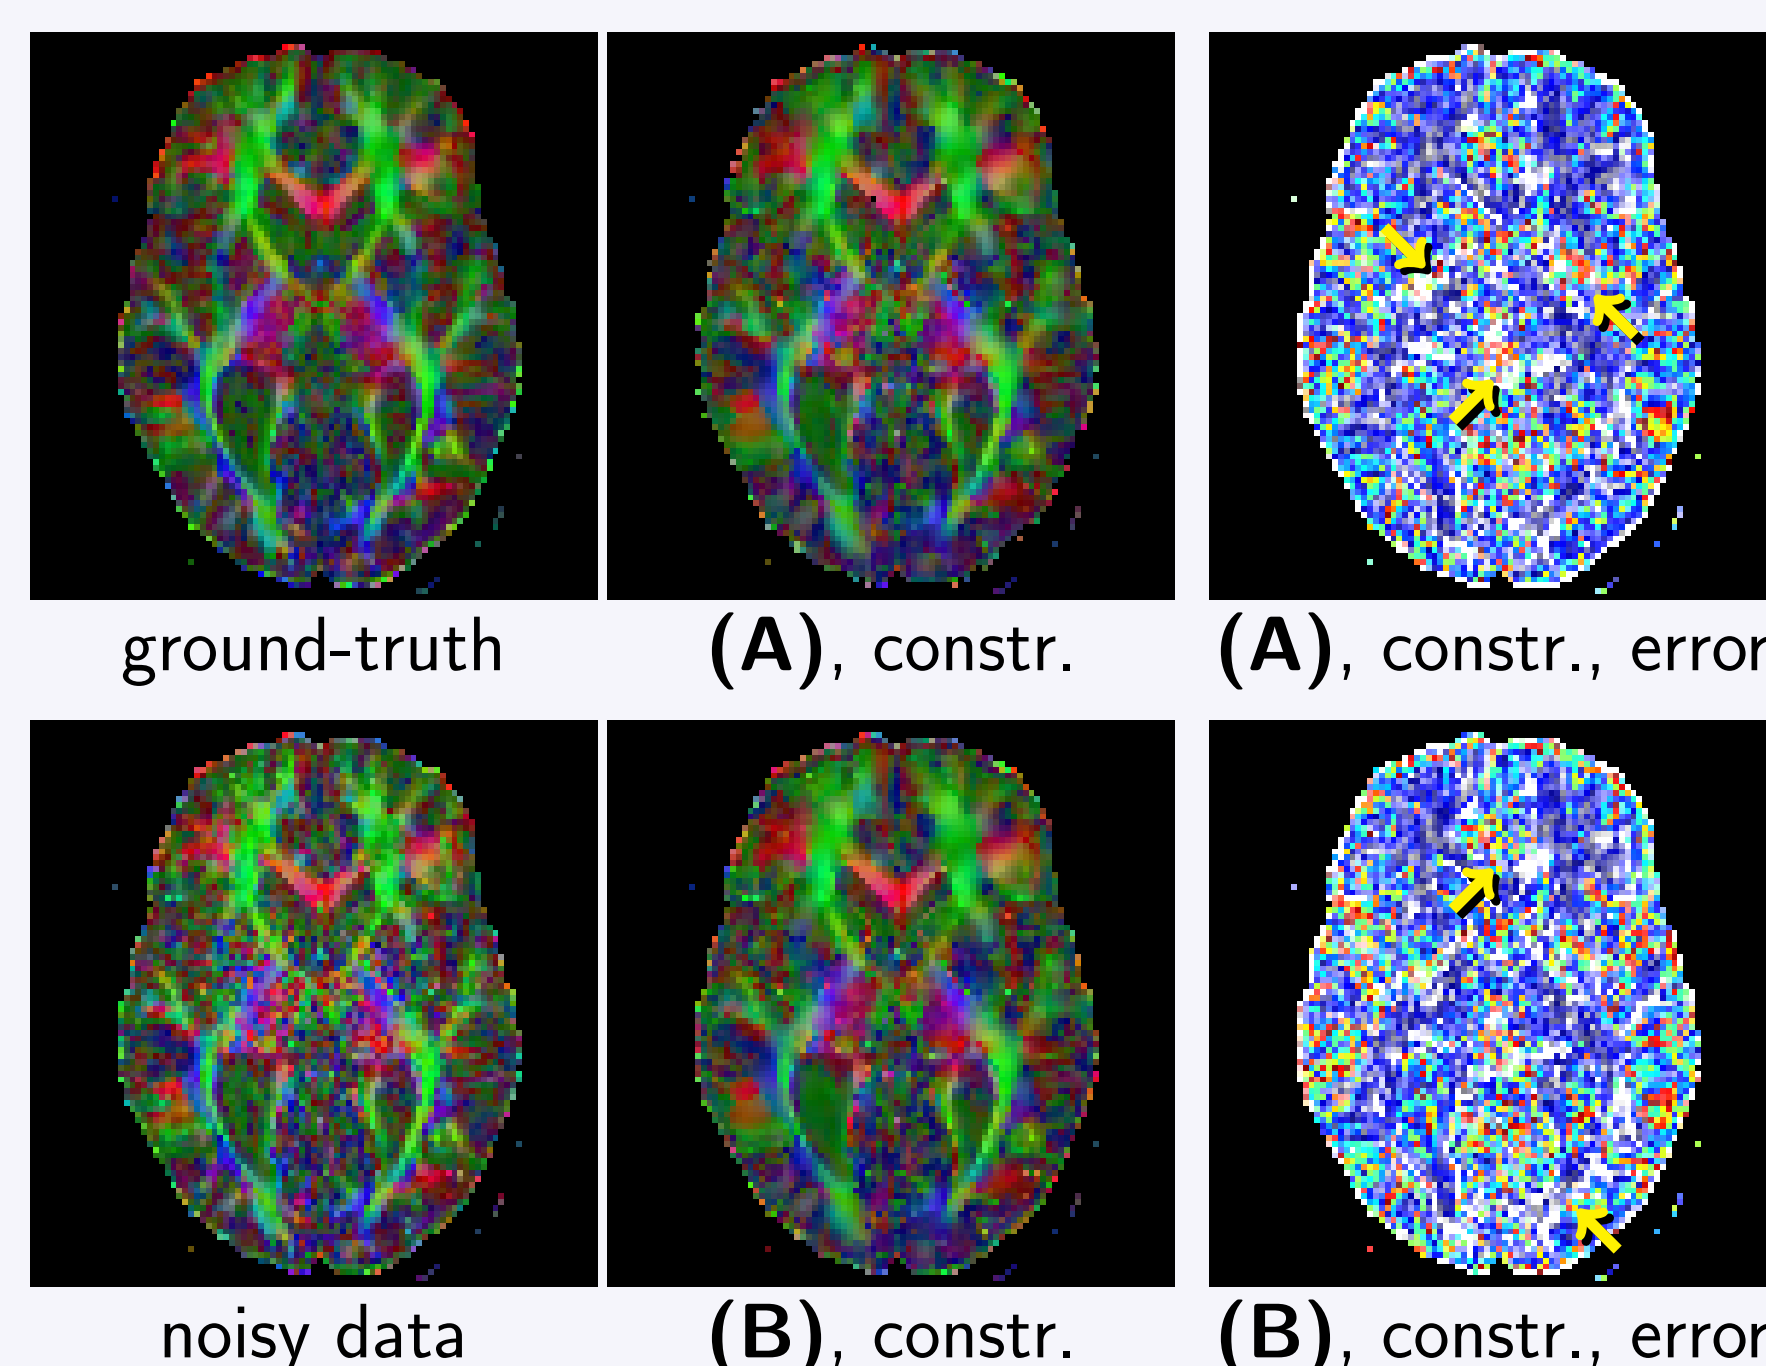 ground-truth
(A), constr.
(A), constr., error
noisy data
(B), constr.
(B), constr., error